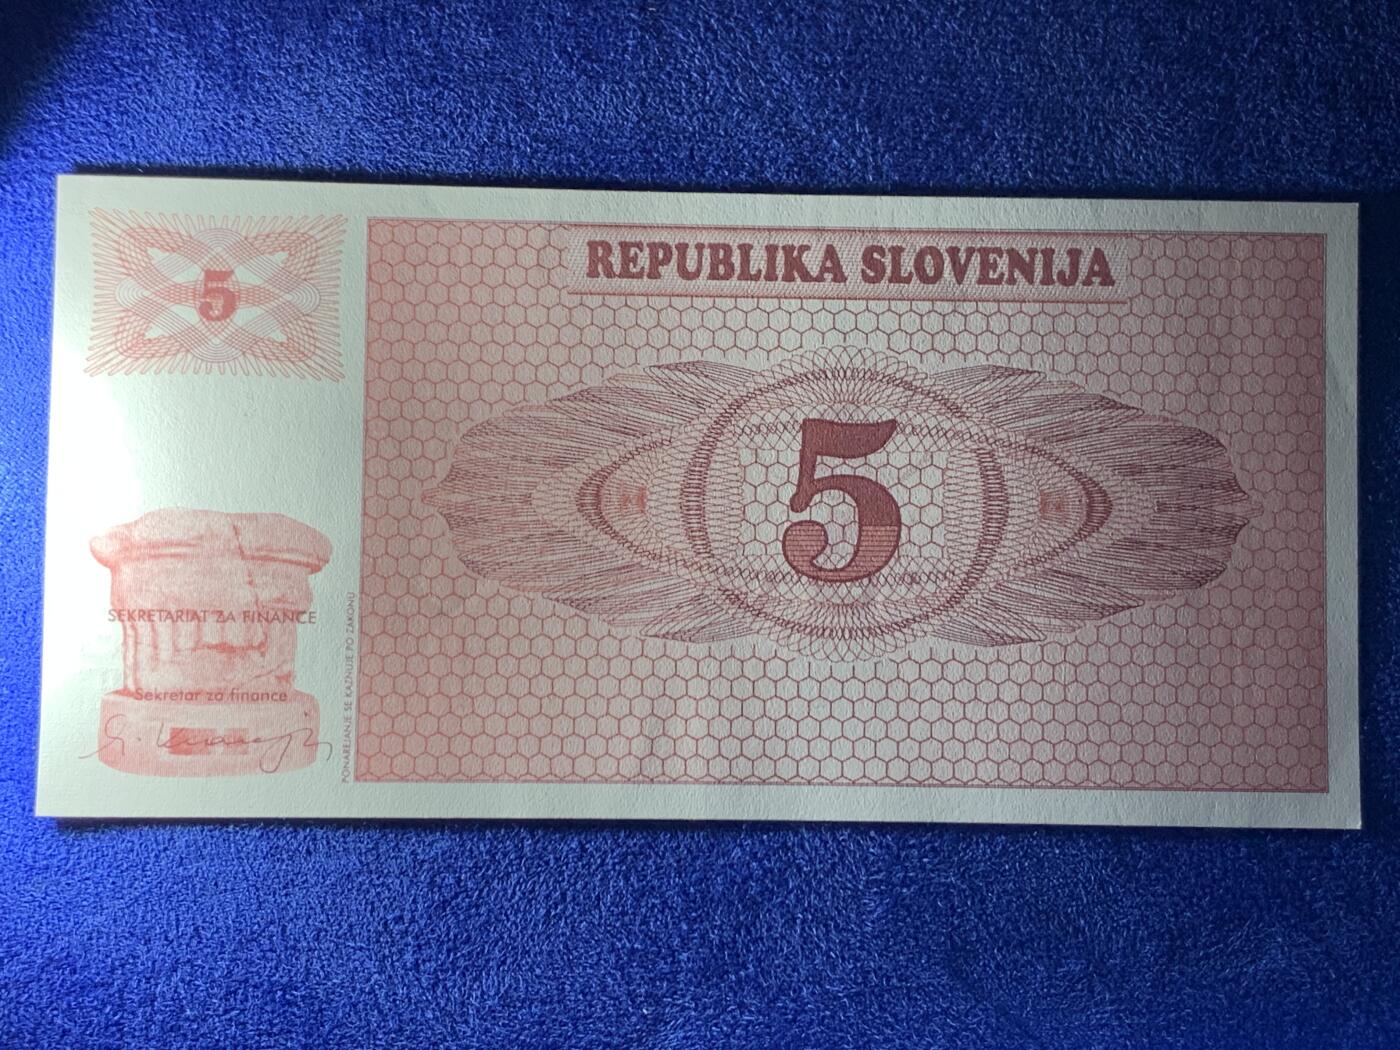 5
REPUBLIKA SLOVENIJA
5
SEKRETARIAT ZA FINANCE
Sekretar za finance
PONAREJANJE SE KAZNUJE PO ZAKONU